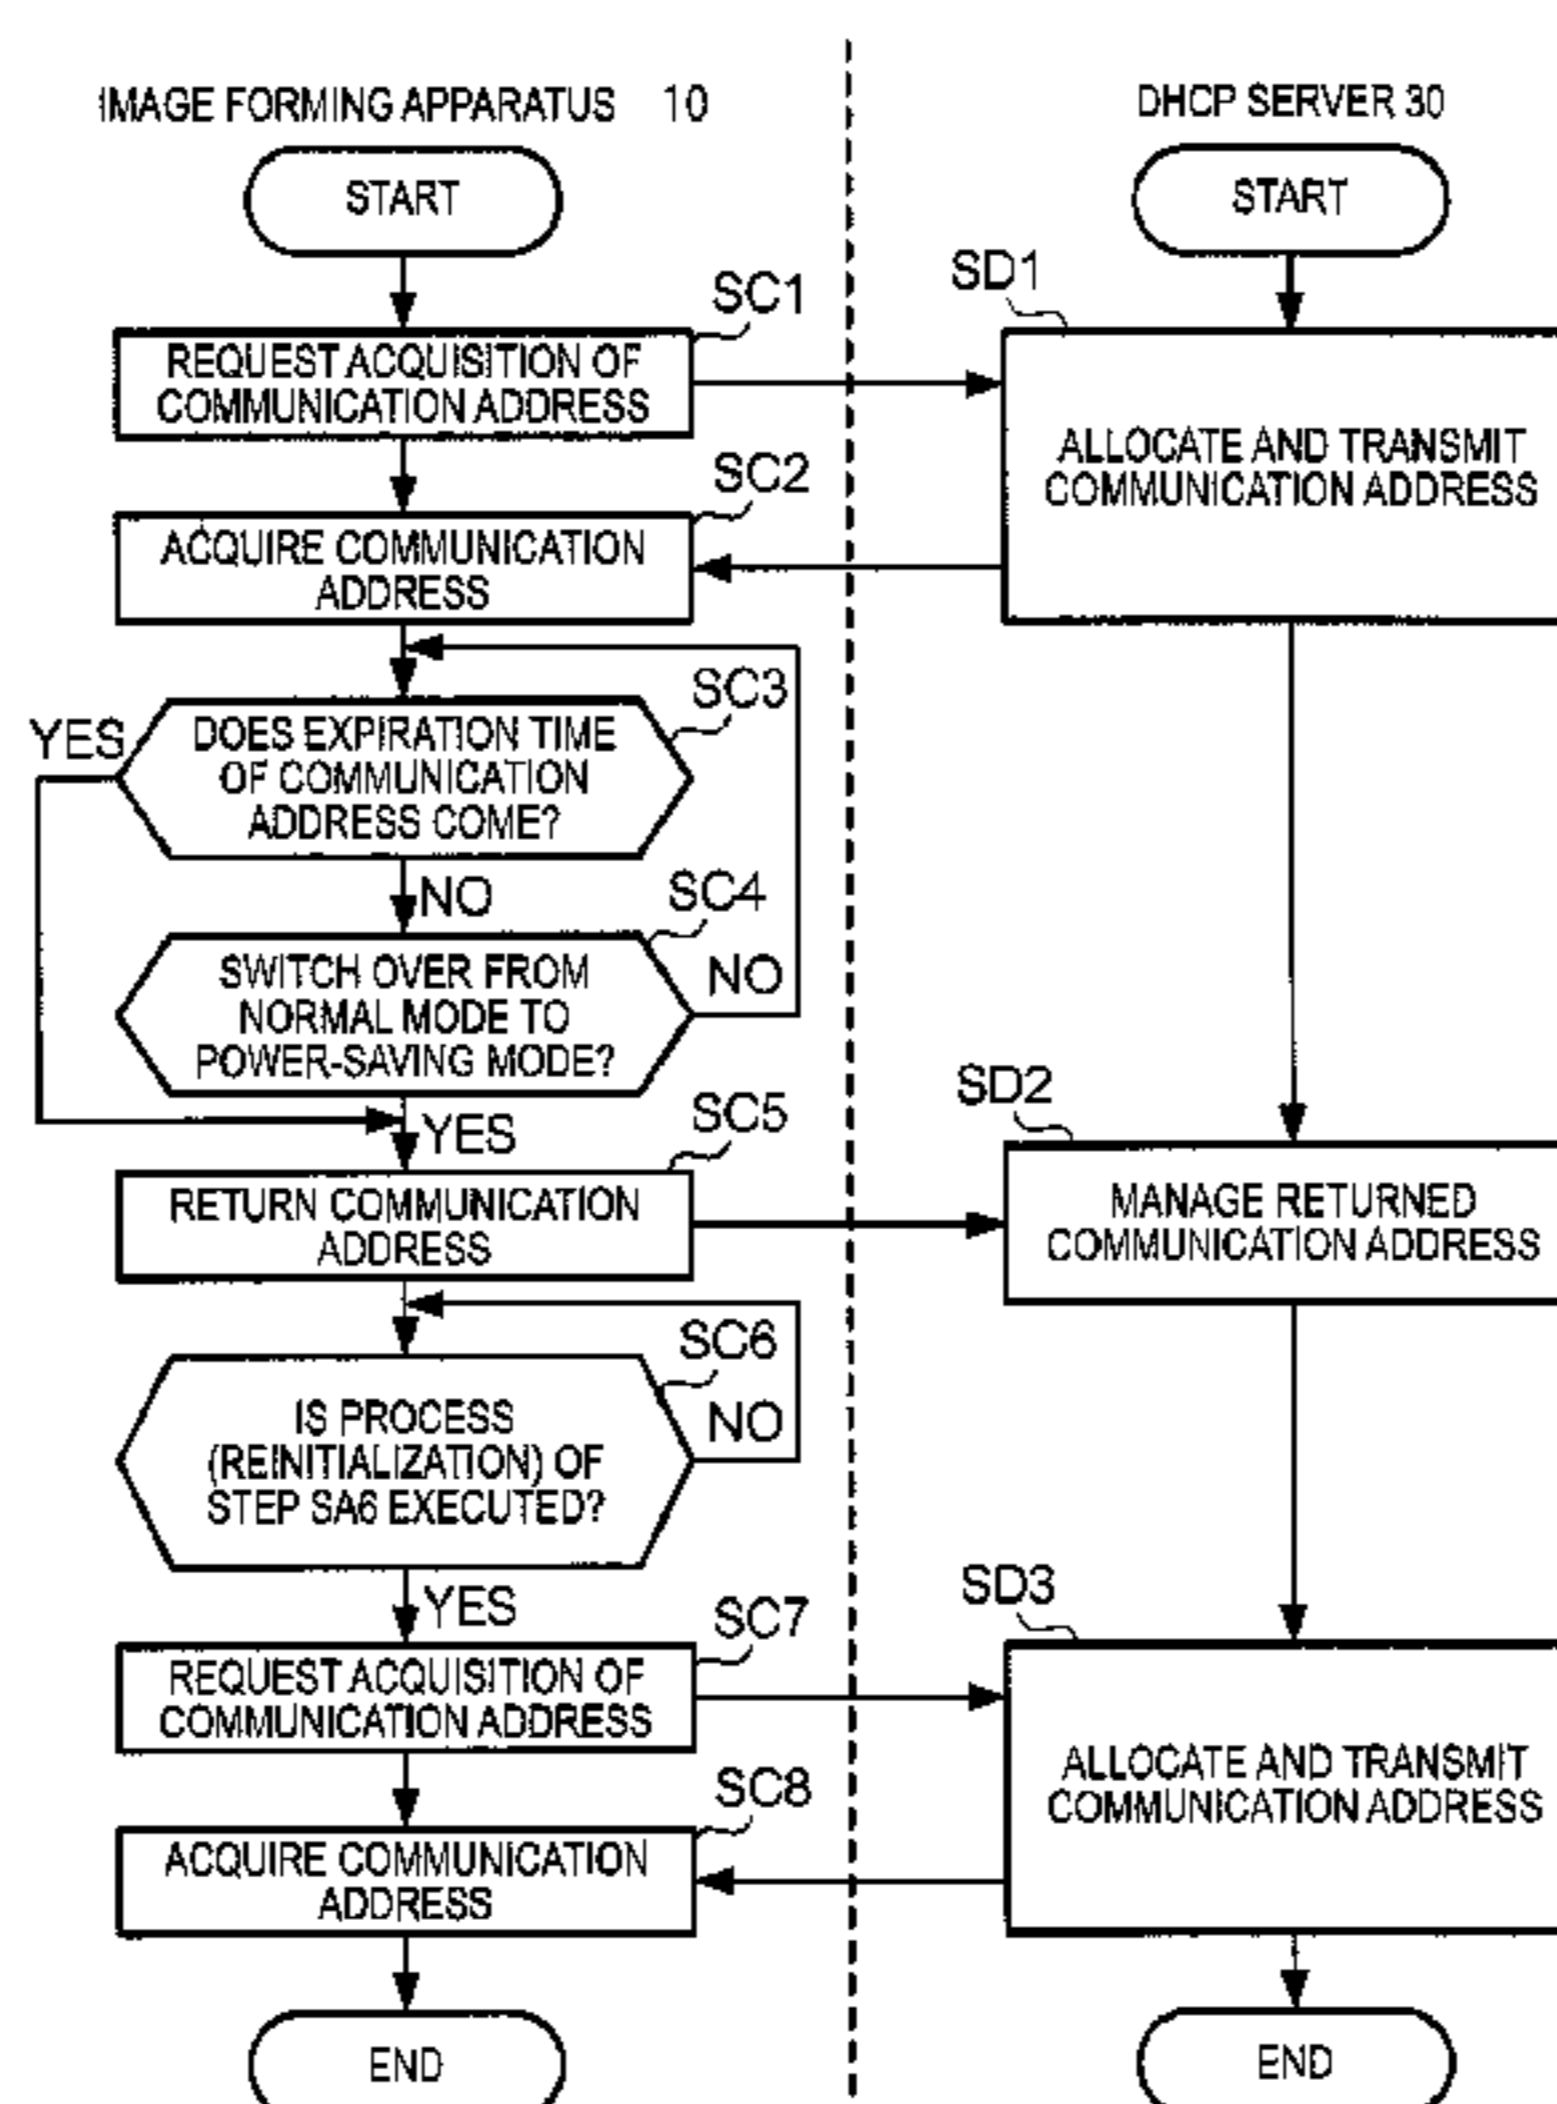 IMAGE FORMING APPARATUS 10
START
SC1
REQUEST ACQUISITION OF
COMMUNICATION ADDRESS
SC2
ACQUIRE COMMUNICATION
ADDRESS
SC3
YES
DOES EXPIRATION TIME
OF COMMUNICATION
ADDRESS COME?
NO
SC4
SWITCH OVER FROM
NORMAL MODE TO
POWER-SAVING MODE?
NO
YES
SC5
RETURN COMMUNICATION
ADDRESS
SC6
IS PROCESS
(REINITIALIZATION) OF
STEP SA6 EXECUTED?
NO
YES
SC7
REQUEST ACQUISITION OF
COMMUNICATION ADDRESS
SC8
ACQUIRE COMMUNICATION
ADDRESS
END
DHCP SERVER 30
START
SD1
ALLOCATE AND TRANSMIT
COMMUNICATION ADDRESS
SD2
MANAGE RETURNED
COMMUNICATION ADDRESS
SD3
ALLOCATE AND TRANSMIT
COMMUNICATION ADDRESS
END